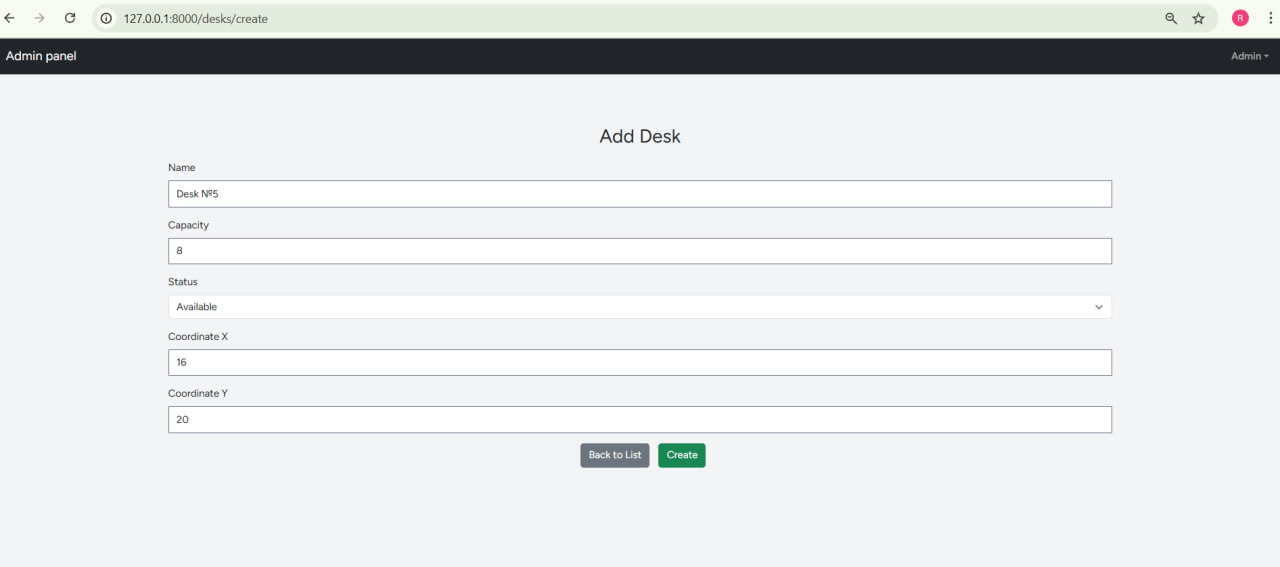 127.0.0.1:8000/desks/create
R
Admin panel
Admin
Add Desk
Name
Desk №5
Capacity
8
Status
Available
Coordinate X
16
Coordinate Y
20
Back to List
Create